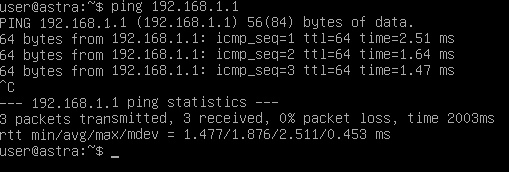 user@astra:~$ ping 192.168.1.1
PING 192.168.1.1 (192.168.1.1) 56(84) bytes of data.
64 bytes from 192.168.1.1: icmp_seq=1 ttl=64 time=2.51 ms
64 bytes from 192.168.1.1: icmp_seq=2 ttl=64 time=1.64 ms
64 bytes from 192.168.1.1: icmp_seq=3 ttl=64 time=1.47 ms
^C
--- 192.168.1.1 ping statistics ---
3 packets transmitted, 3 received, 0% packet loss, time 2003ms
rtt min/avg/max/mdev = 1.477/1.876/2.511/0.453 ms
user@astra:~$ _